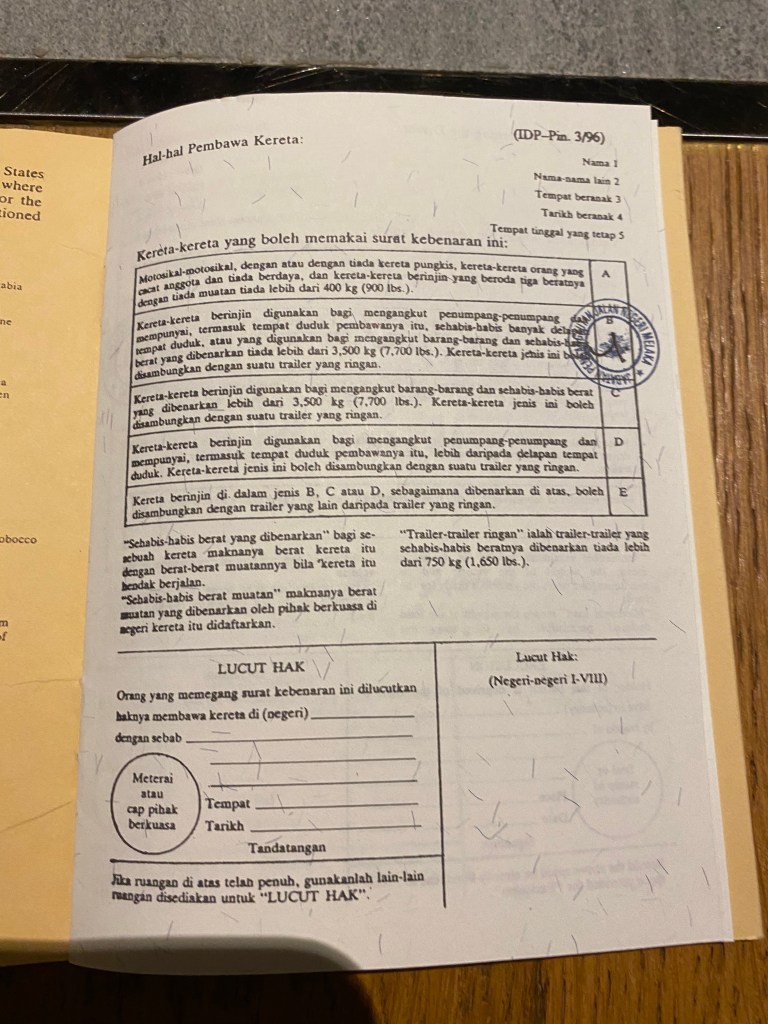 States
where
or the
tioned
abia
ne
a
en
obocco
m
of
Hal-hal Pembawa Kereta:
(IDP–Pin. 3/96)
Nama 1
Nama-nama lain 2
Tempat beranak 3
Tarikh beranak 4
Tempat tinggal yang tetap 5
Kereta-kereta yang boleh memakai surat kebenaran ini:
Motosikal-motosikal, dengan atau dengan tiada kereta pungkis, kereta-kereta orang yang
cacat anggota dan tiada berdaya, dan kereta-kereta berinjin yang beroda tiga beratnya
dengan tiada muatan tiada lebih dari 400 kg (900 lbs.).
A
Kereta-kereta berinjin digunakan bagi mengangkut penumpang-penumpang
mempunyai, termasuk tempat duduk pembawanya itu, sehabis-habis banyak
tempat duduk, atau yang digunakan bagi mengangkut barang-barang dan
berat yang dibenarkan tiada lebih dari 3,500 kg (7,700 lbs.). Kereta-kereta jenis ini
disambungkan dengan suatu trailer yang ringan.
B
JALAN NEGERI MELAKA
Kereta-kereta berinjin digunakan bagi mengangkut barang-barang dan sehabis-habis berat
yang dibenarkan lebih dari 3,500 kg (7,700 lbs.). Kereta-kereta jenis ini boleh
disambungkan dengan suatu trailer yang ringan.
C
Kereta-kereta berinjin digunakan bagi mengangkut penumpang-penumpang dan
mempunyai, termasuk tempat duduk pembawanya itu, lebih daripada delapan tempat
duduk. Kereta-kereta jenis ini boleh disambungkan dengan suatu trailer yang ringan.
D
Kereta berinjin di dalam jenis B, C atau D, sebagaimana dibenarkan di atas, boleh
disambungkan dengan trailer yang lain daripada trailer yang ringan.
E
"Sehabis-habis berat yang dibenarkan" bagi se-
sebuah kereta maknanya berat kereta itu
dengan berat-berat muatannya bila kereta itu
hendak berjalan.
"Sehabis-habis berat muatan" maknanya berat
muatan yang dibenarkan oleh pihak berkuasa di
negeri kereta itu didaftarkan.
"Trailer-trailer ringan" ialah trailer-trailer yang
sehabis-habis beratnya dibenarkan tiada lebih
dari 750 kg (1,650 lbs.).
LUCUT HAK
Orang yang memegang surat kebenaran ini dilucutkan
haknya membawa kereta di (negeri)
dengan sebab
Meterai
atau
cap pihak
berkuasa
Tempat
Tarikh
Tandatangan
Jika ruangan di atas telah penuh, gunakanlah lain-lain
ruangan disediakan untuk "LUCUT HAK".
Lucut Hak:
(Negeri-negeri I-VIII)